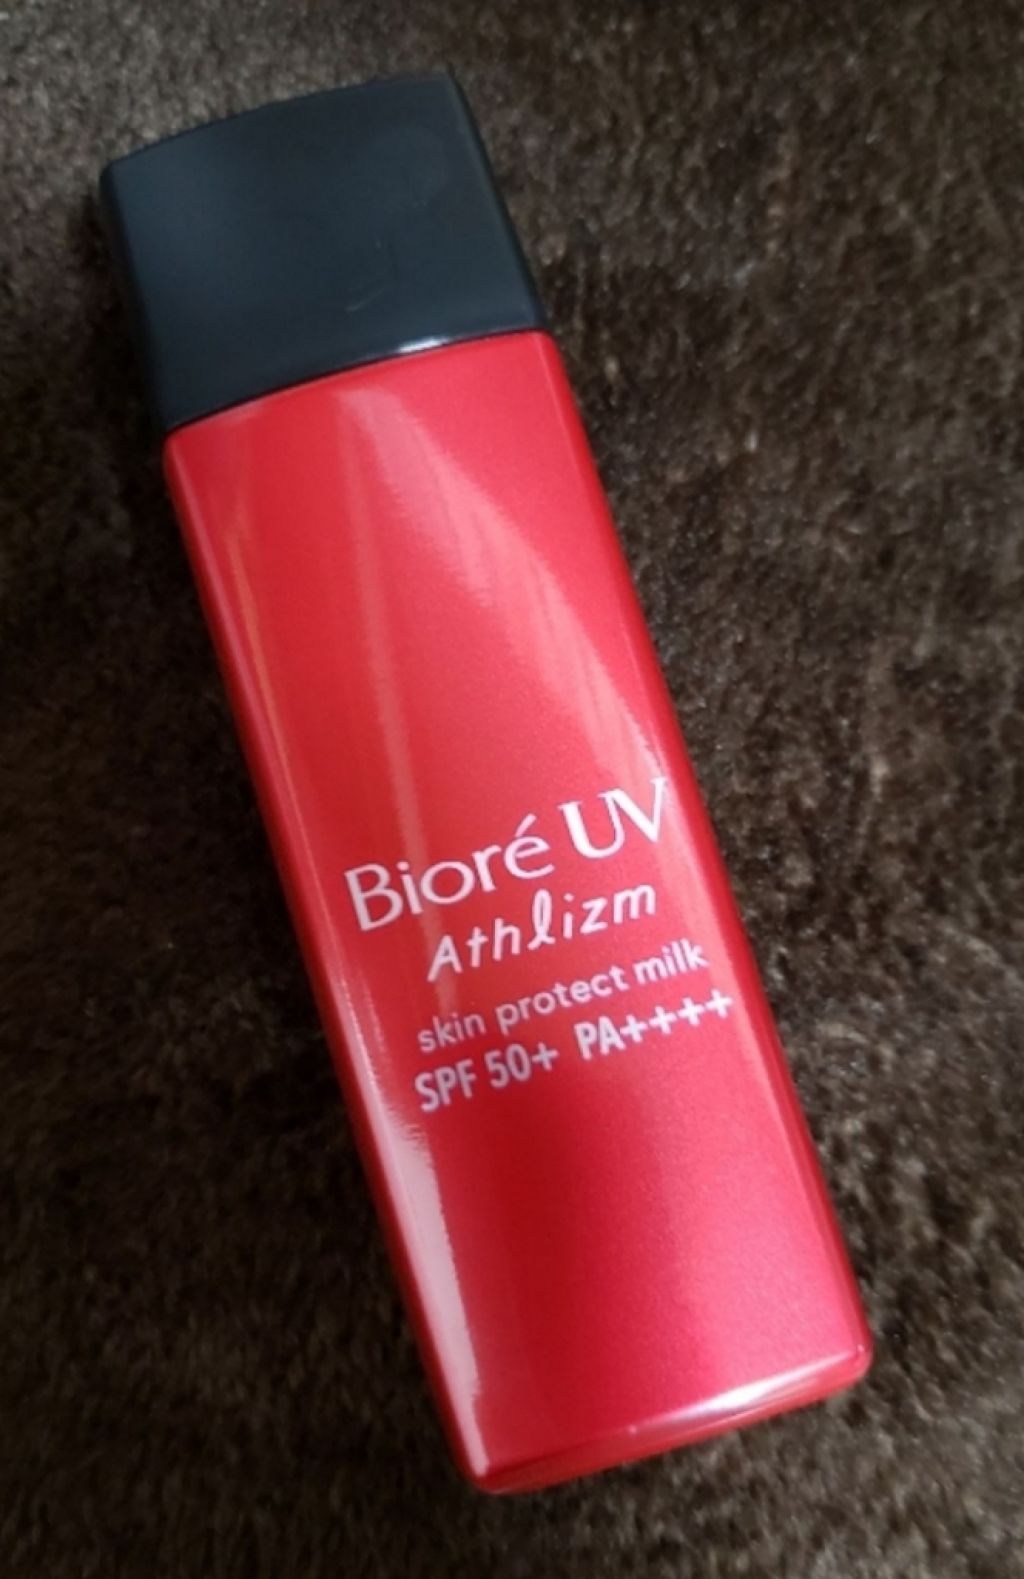 Bioré UV
Athlizm
skin protect milk
SPF 50+ PA++++